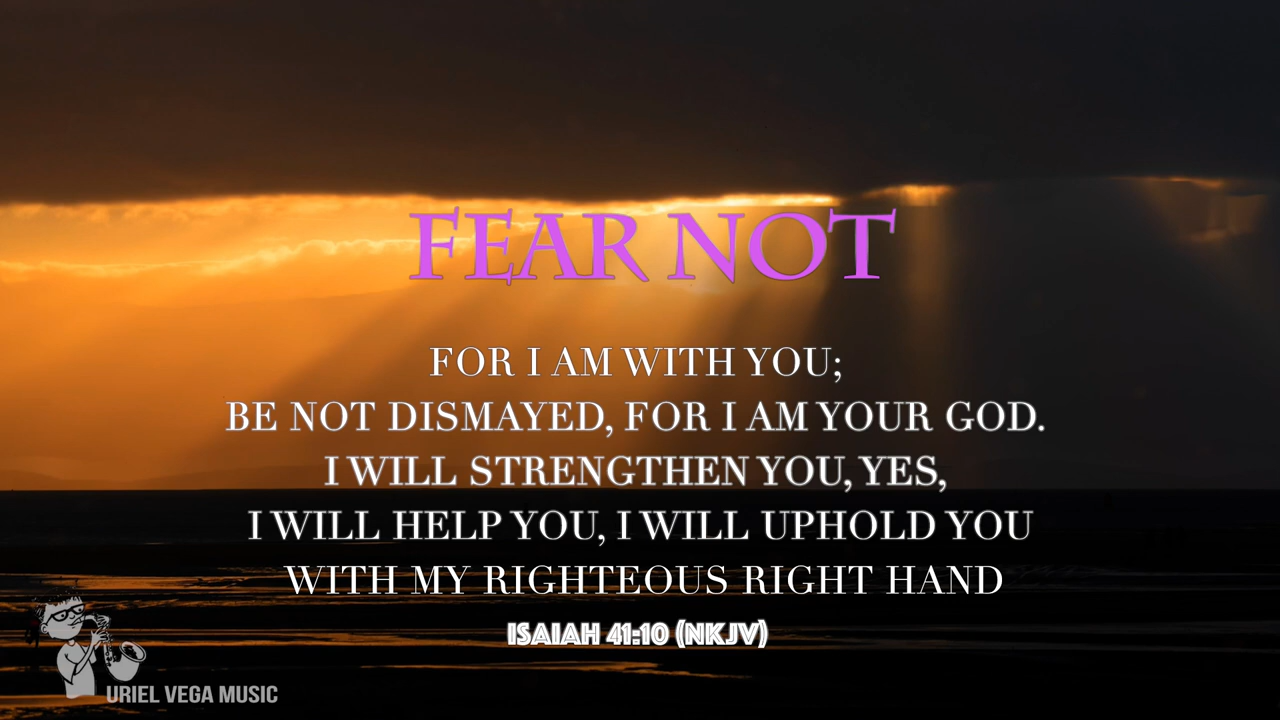 FEAR NOT
FOR I AM WITH YOU;
BE NOT DISMAYED, FOR I AM YOUR GOD.
I WILL STRENGTHEN YOU, YES,
I WILL HELP YOU, I WILL UPHOLD YOU
WITH MY RIGHTEOUS RIGHT HAND
ISAIAH 41:10 (NKJV)
URIEL VEGA MUSIC